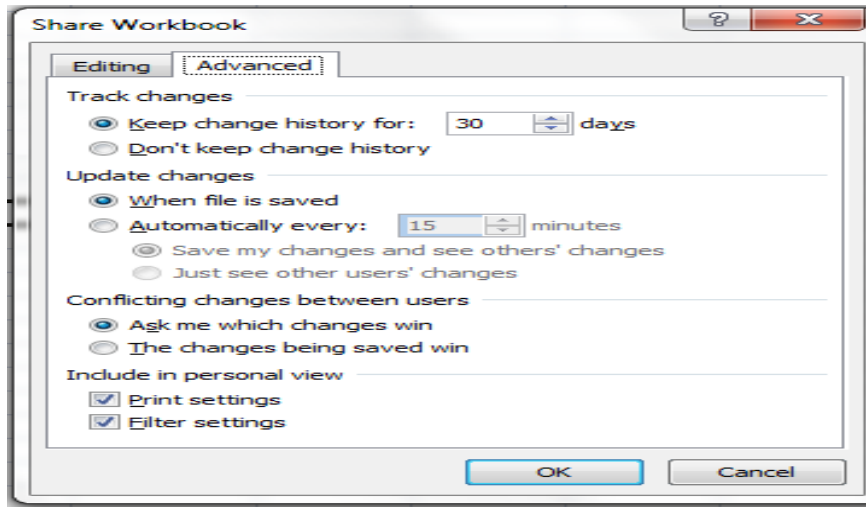 Share Workbook
Editing Advanced
Track changes
Keep change history for: 30 days
Don't keep change history
Update changes
When file is saved
Automatically every: 15 minutes
Save my changes and see others' changes
Just see other users' changes
Conflicting changes between users
Ask me which changes win
The changes being saved win
Include in personal view
Print settings
Filter settings
OK Cancel